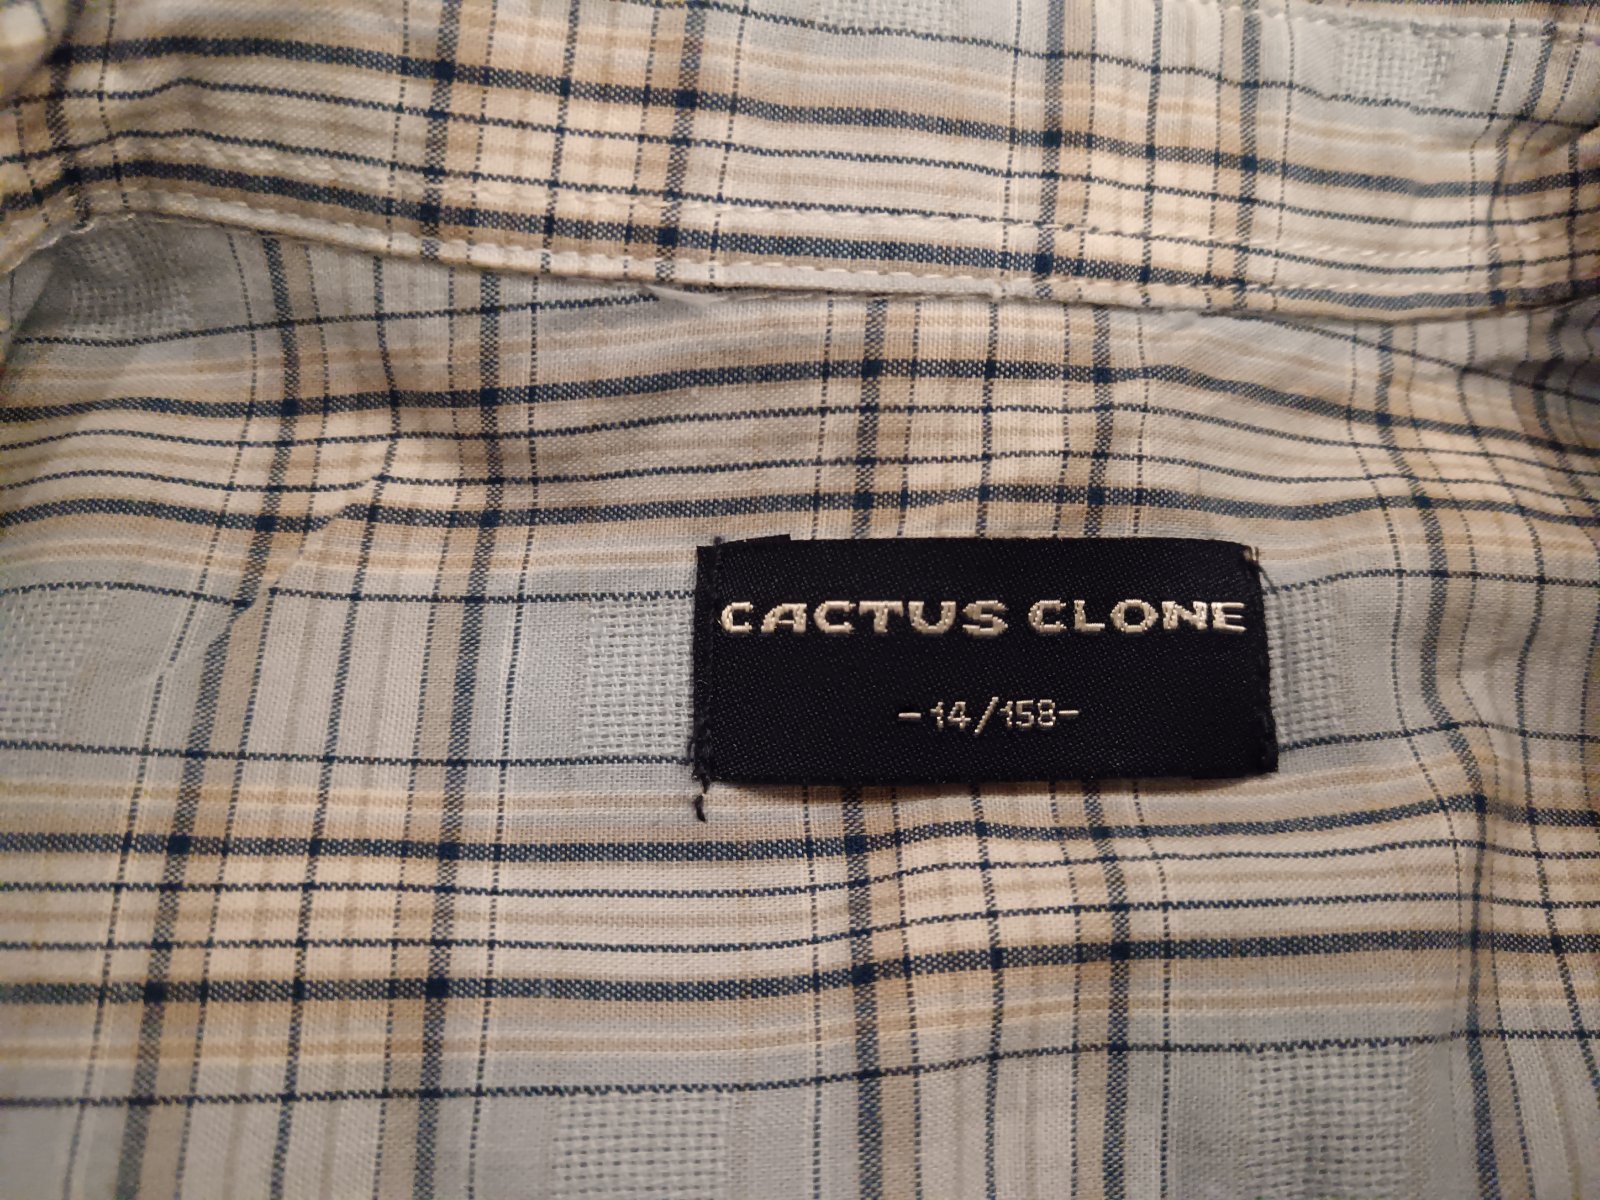 CACTUS CLONE
-14/158-